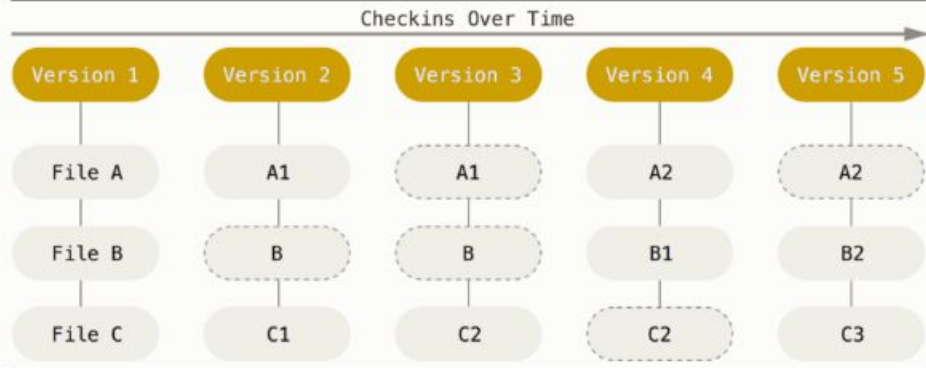 Checkins Over Time
Version 1 Version 2 Version 3 Version 4 Version 5
File A A1 A1 A2 A2
File B B B B1 B2
File C C1 C2 C2 C3